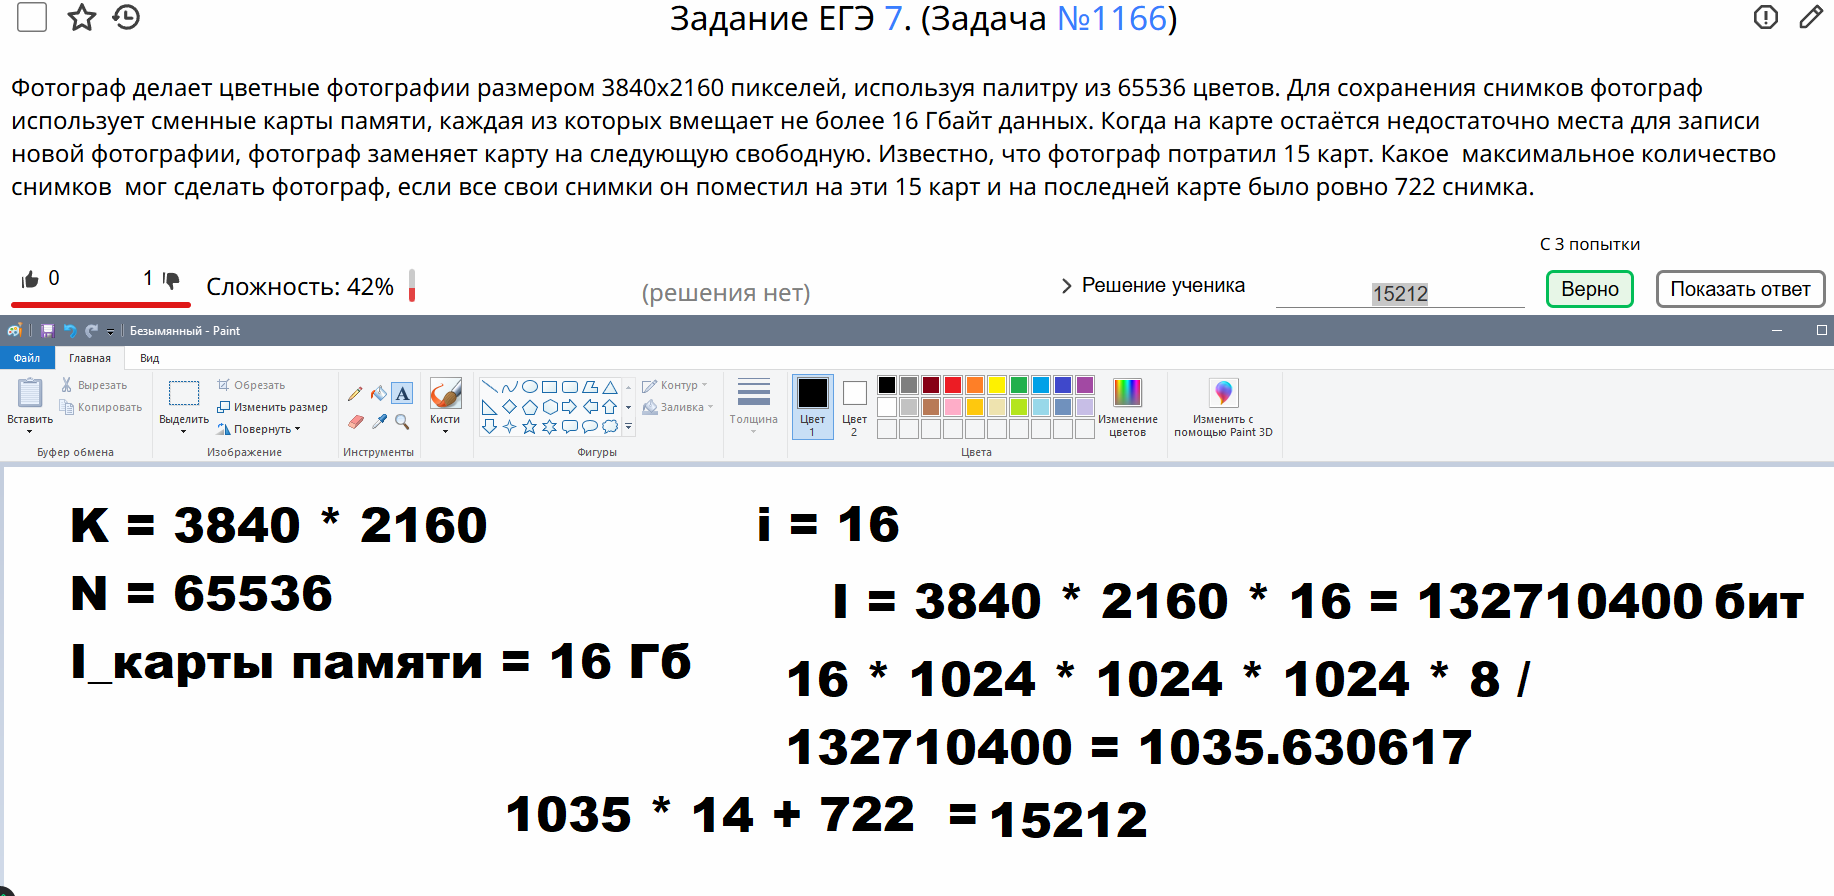 Задание ЕГЭ 7. (Задача №1166)
Фотограф делает цветные фотографии размером 3840x2160 пикселей, используя палитру из 65536 цветов. Для сохранения снимков фотограф
использует сменные карты памяти, каждая из которых вмещает не более 16 Гбайт данных. Когда на карте остаётся недостаточно места для записи
новой фотографии, фотограф заменяет карту на следующую свободную. Известно, что фотограф потратил 15 карт. Какое максимальное количество
снимков мог сделать фотограф, если все свои снимки он поместил на эти 15 карт и на последней карте было ровно 722 снимка.
С 3 попытки
0 1 Сложность: 42% (решения нет) Решение ученика 15212 Верно Показать ответ
Безымянный - Paint
Файл Главная Вид
Вставить
Вырезать
Копировать
Буфер обмена
Выделить
Обрезать
Изменить размер
Повернуть
Изображение
A
Инструменты
Кисти
Контур
Заливка
Фигуры
Толщина
Цвет
1
Цвет
2
Цвета
Изменение
цветов
Изменить с
помощью Paint 3D
K = 3840 * 2160
i = 16
N = 65536
I = 3840 * 2160 * 16 = 132710400 бит
I_карты памяти = 16 Гб
16 * 1024 * 1024 * 1024 * 8 /
132710400 = 1035.630617
1035 * 14 + 722 = 15212